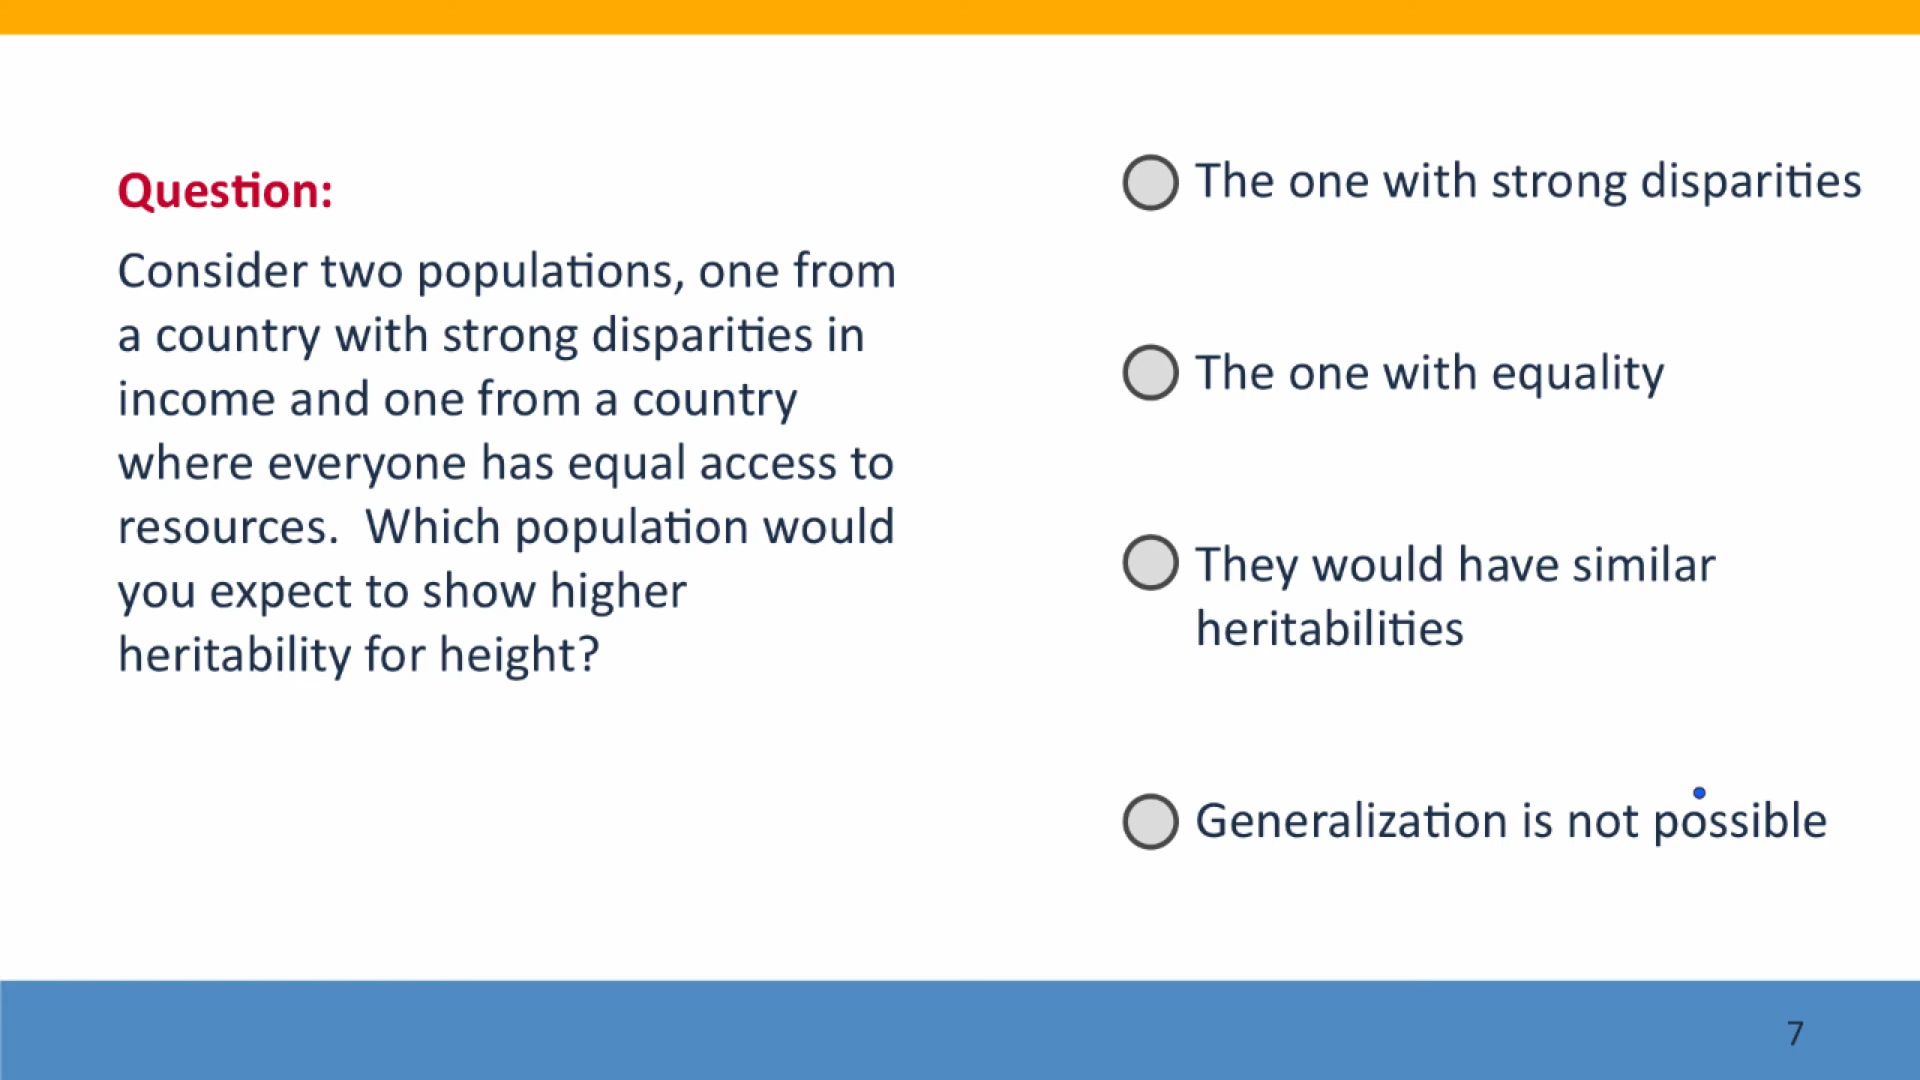 Question:
Consider two populations, one from
a country with strong disparities in
income and one from a country
where everyone has equal access to
resources.  Which population would
you expect to show higher
heritability for height?
The one with strong disparities
The one with equality
They would have similar
heritabilities
Generalization is not possible
7